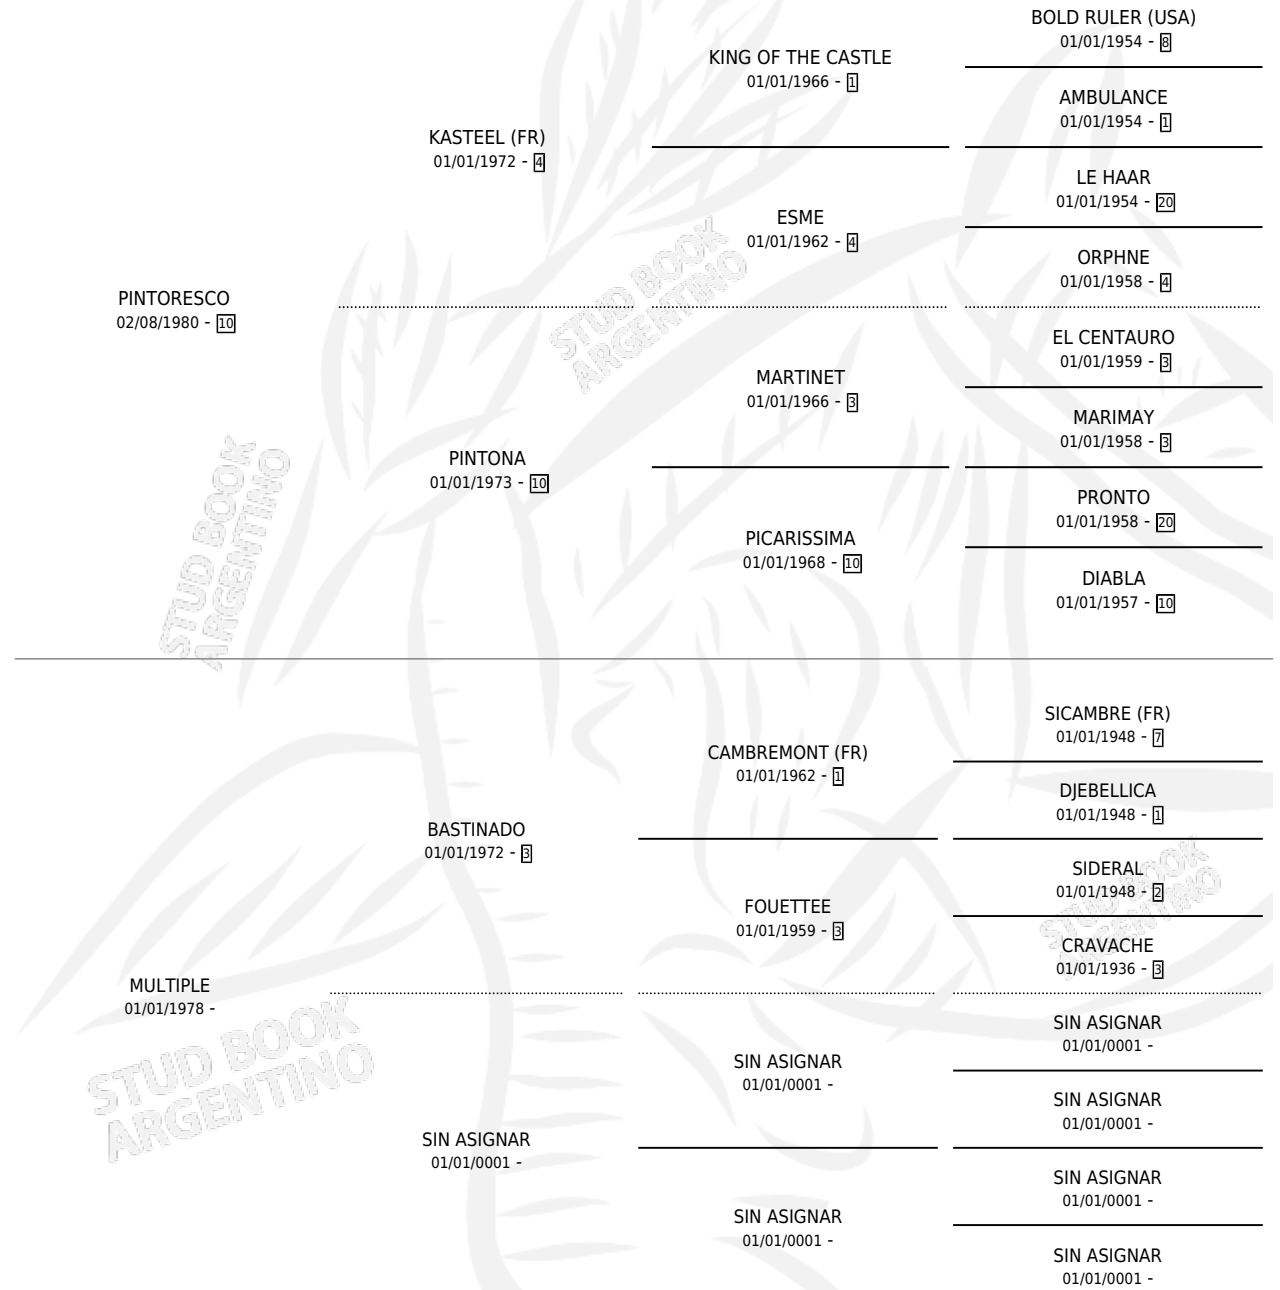 BOLD RULER (USA)
01/01/1954 - 8
KING OF THE CASTLE
01/01/1966 - 1
AMBULANCE
01/01/1954 - 1
KASTEEL (FR)
01/01/1972 - 4
LE HAAR
01/01/1954 - 20
ESME
01/01/1962 - 4
ORPHNE
01/01/1958 - 4
PINTORESCO
02/08/1980 - 10
EL CENTAURO
01/01/1959 - 3
MARTINET
01/01/1966 - 3
MARIMAY
01/01/1958 - 3
PINTONA
01/01/1973 - 10
PRONTO
01/01/1958 - 20
PICARISSIMA
01/01/1968 - 10
DIABLA
01/01/1957 - 10
STUD BOOK
ARGENTINO
STUD BOOK
ARGENTINO
SICAMBRE (FR)
01/01/1948 - 7
CAMBREMONT (FR)
01/01/1962 - 1
DJEBELLICA
01/01/1948 - 1
BASTINADO
01/01/1972 - 3
SIDERAL
01/01/1948 - 2
FOUETTEE
01/01/1959 - 3
CRAVACHE
01/01/1936 - 3
STUD BOOK
ARGENTINO
MULTIPLE
01/01/1978 -
SIN ASIGNAR
01/01/0001 -
SIN ASIGNAR
01/01/0001 -
SIN ASIGNAR
01/01/0001 -
SIN ASIGNAR
01/01/0001 -
SIN ASIGNAR
01/01/0001 -
SIN ASIGNAR
01/01/0001 -
SIN ASIGNAR
01/01/0001 -
STUD BOOK
ARGENTINO